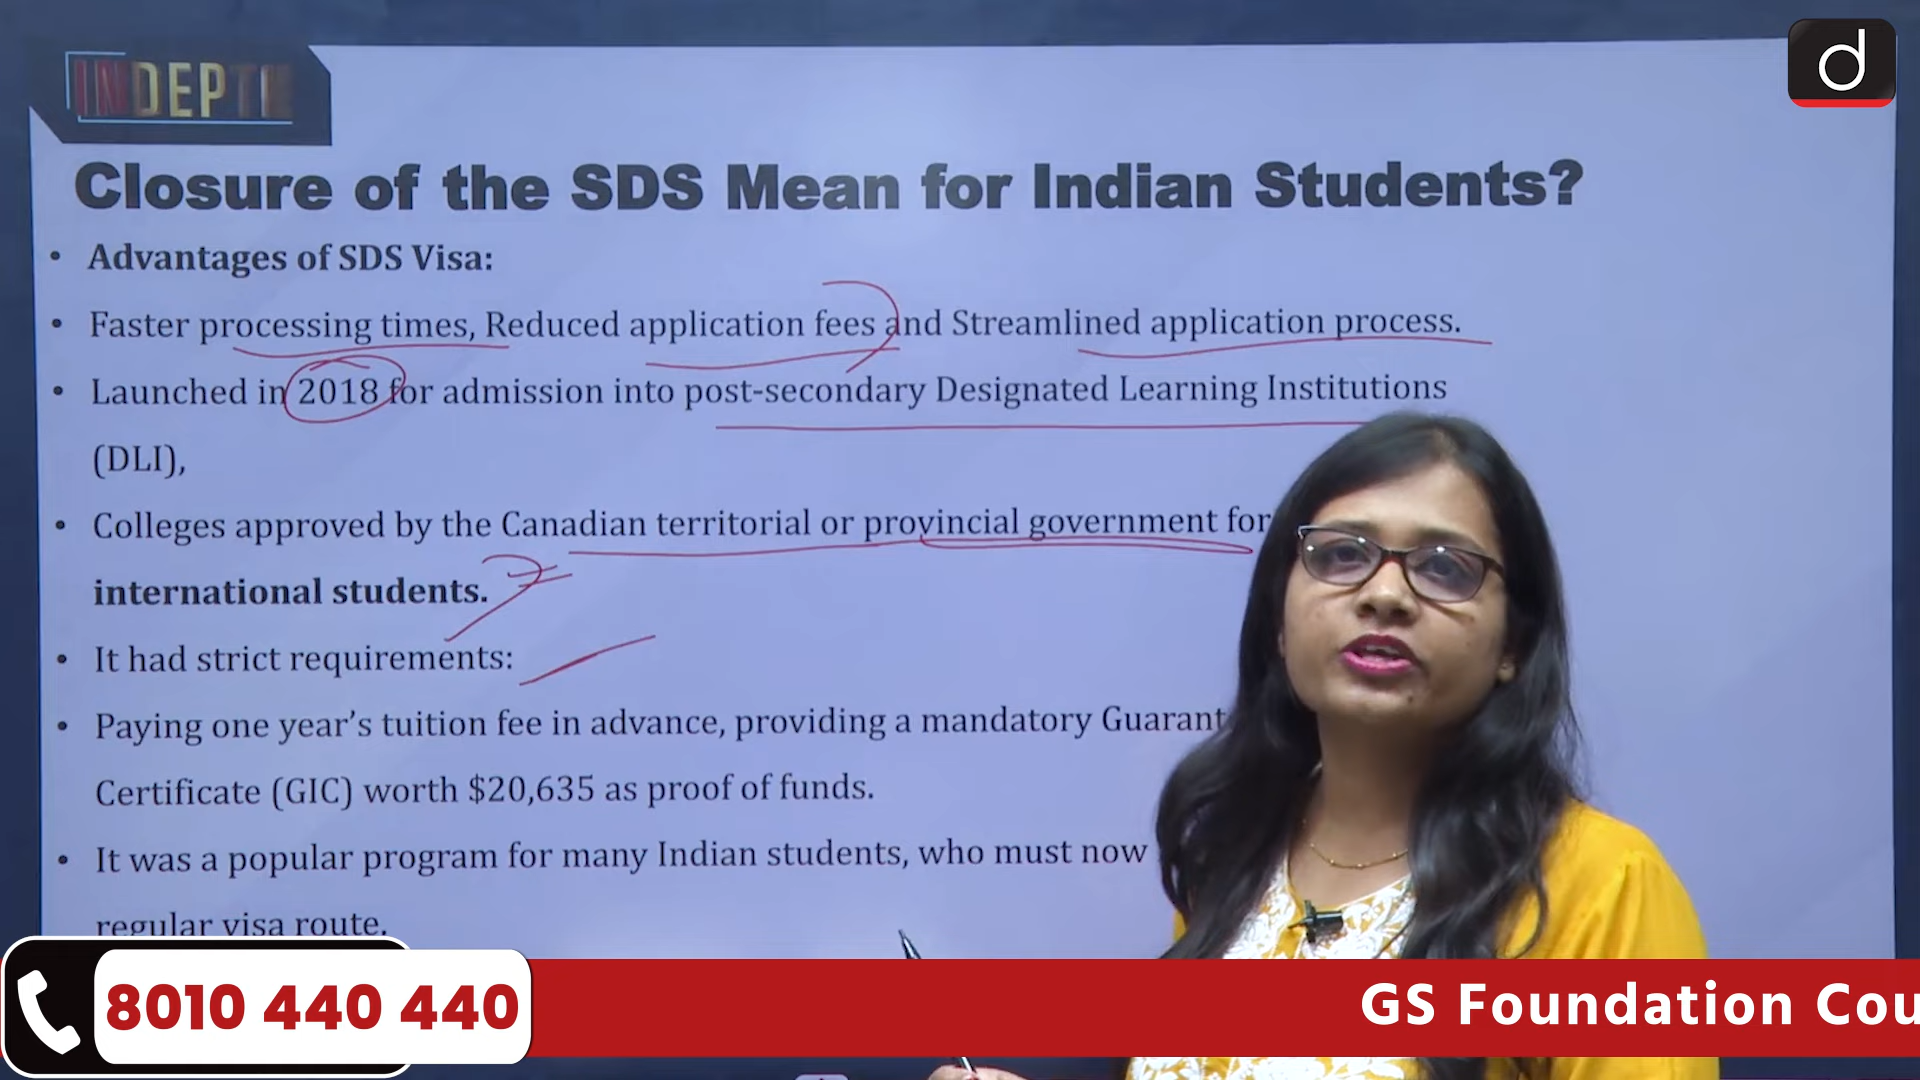 INDEPTH
d
Closure of the SDS Mean for Indian Students?
• Advantages of SDS Visa:
• Faster processing times, Reduced application fees and Streamlined application process.
• Launched in 2018 for admission into post-secondary Designated Learning Institutions
(DLI),
• Colleges approved by the Canadian territorial or provincial government for
international students.
• It had strict requirements:
• Paying one year’s tuition fee in advance, providing a mandatory Guarant
Certificate (GIC) worth $20,635 as proof of funds.
• It was a popular program for many Indian students, who must now
regular visa route.
8010 440 440
GS Foundation Cou